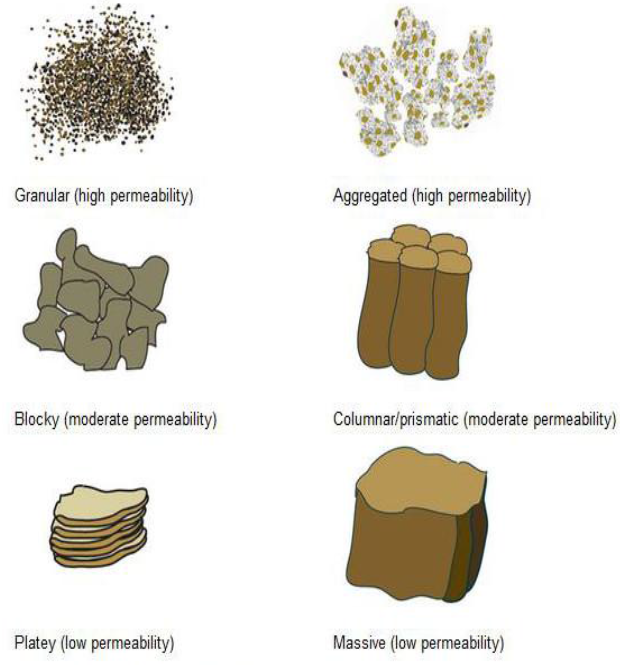 Granular (high permeability)
Aggregated (high permeability)
Blocky (moderate permeability)
Columnar/prismatic (moderate permeability)
Platey (low permeability)
Massive (low permeability)